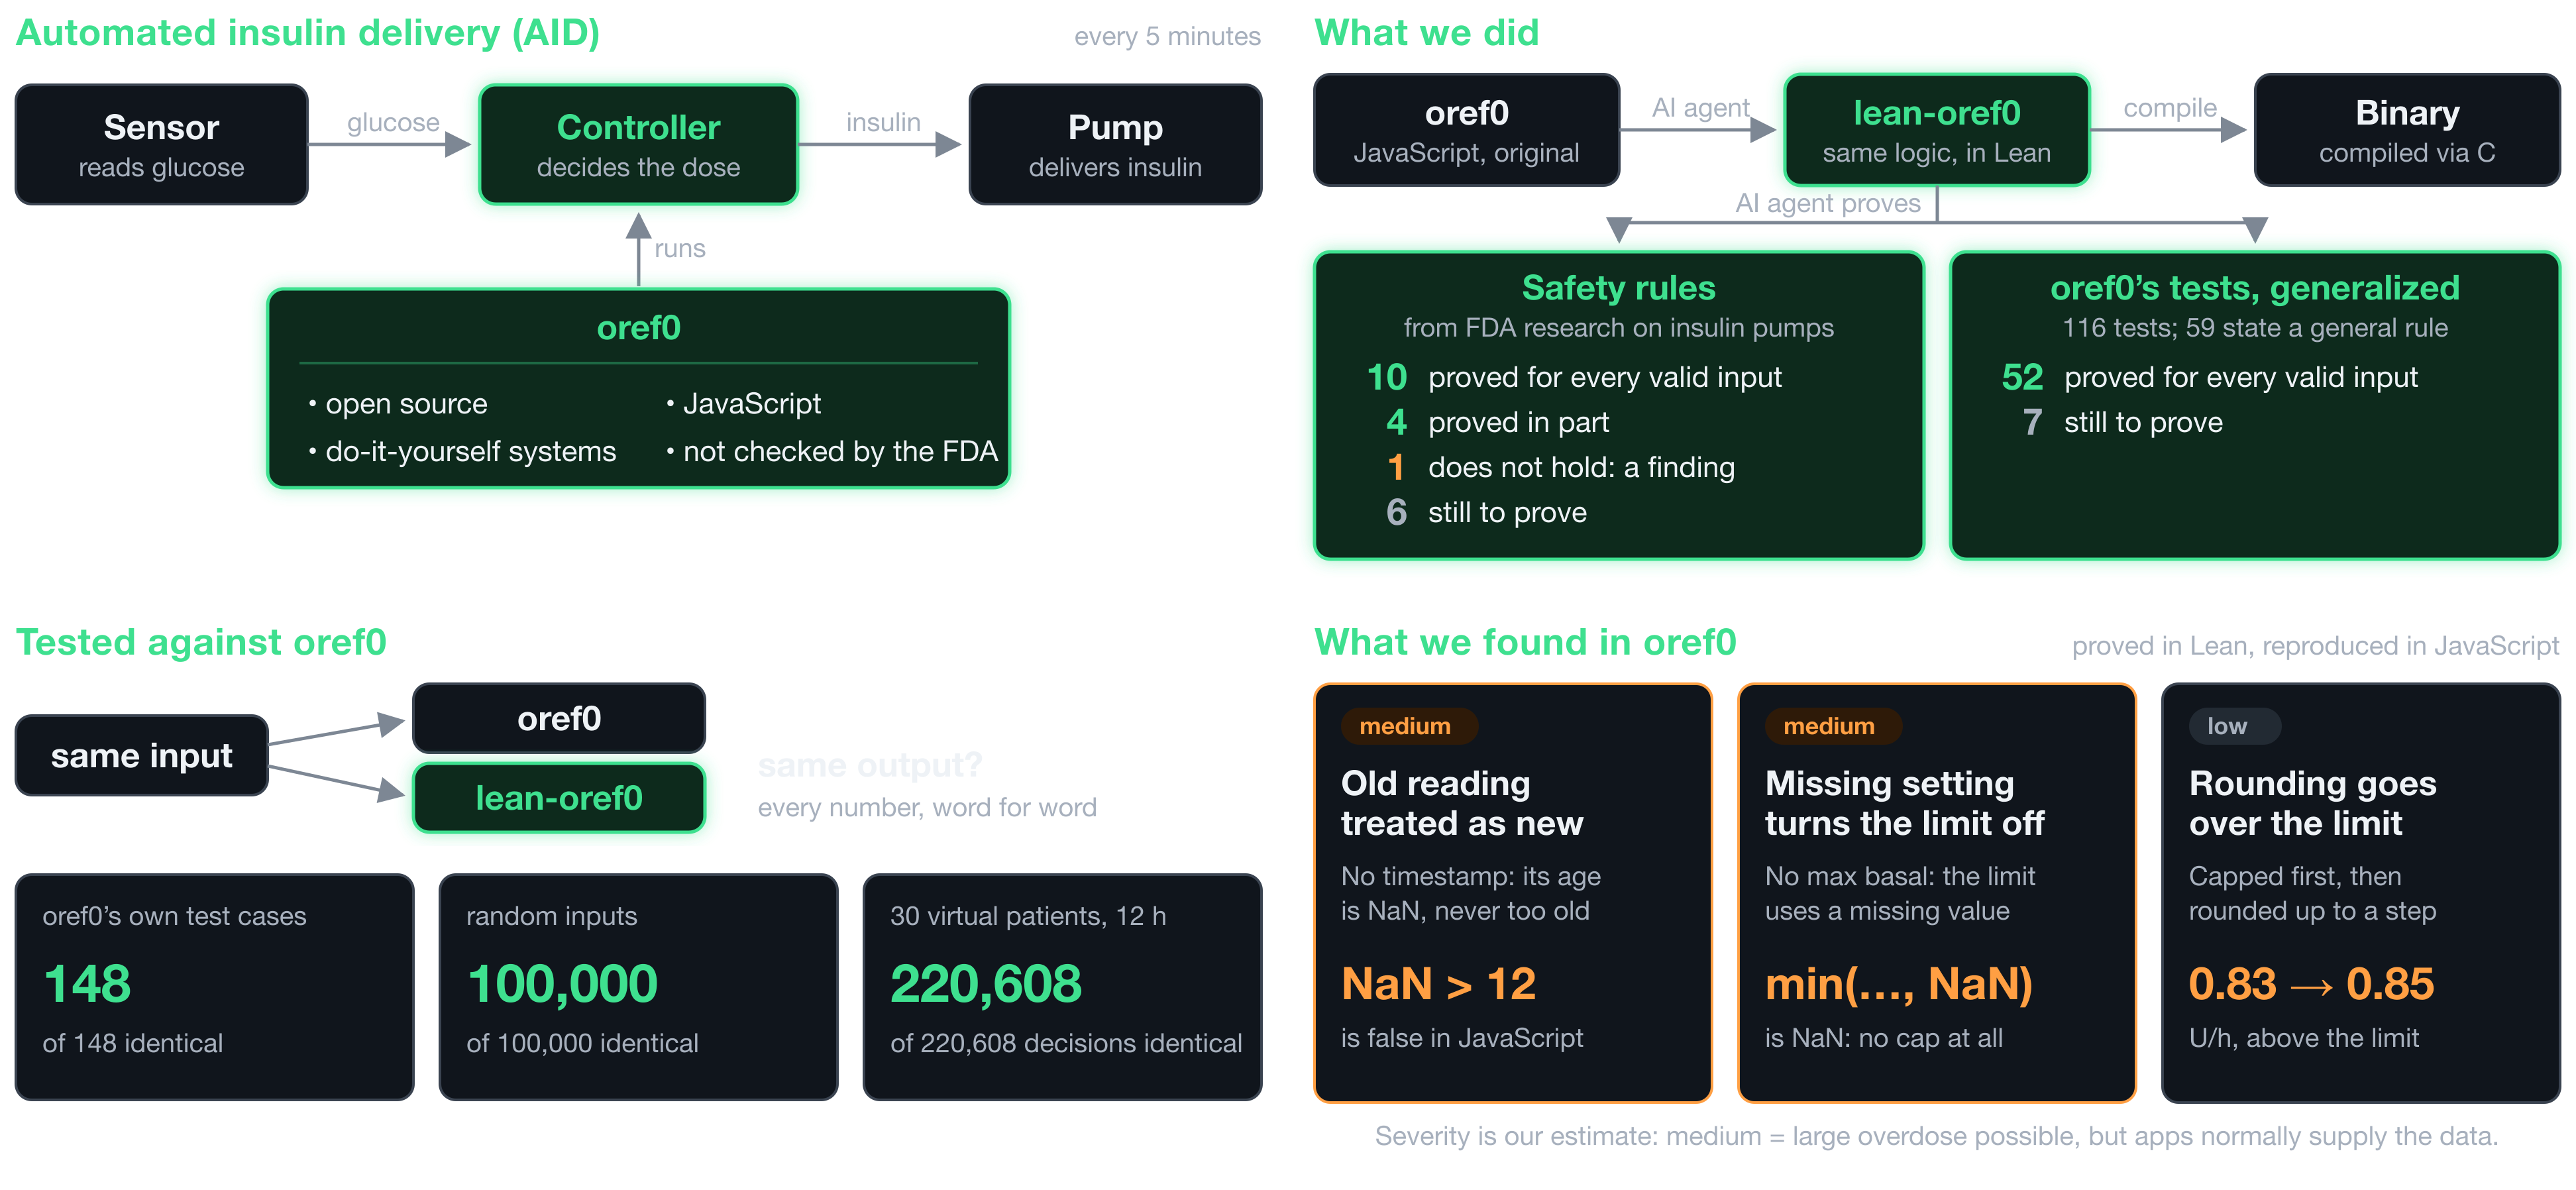 Automated insulin delivery (AID)
every 5 minutes
Sensor
reads glucose
glucose
Controller
decides the dose
insulin
Pump
delivers insulin
runs
oref0
• open source
• JavaScript
• do-it-yourself systems
• not checked by the FDA
What we did
oref0
JavaScript, original
AI agent
lean-oref0
same logic, in Lean
compile
Binary
compiled via C
AI agent proves
Safety rules
from FDA research on insulin pumps
10 proved for every valid input
4 proved in part
1 does not hold: a finding
6 still to prove
oref0’s tests, generalized
116 tests; 59 state a general rule
52 proved for every valid input
7 still to prove
Tested against oref0
same input
oref0
lean-oref0
same output?
every number, word for word
oref0’s own test cases
148
of 148 identical
random inputs
100,000
of 100,000 identical
30 virtual patients, 12 h
220,608
of 220,608 decisions identical
What we found in oref0
proved in Lean, reproduced in JavaScript
medium
Old reading
treated as new
No timestamp: its age
is NaN, never too old
NaN > 12
is false in JavaScript
medium
Missing setting
turns the limit off
No max basal: the limit
uses a missing value
min(…, NaN)
is NaN: no cap at all
low
Rounding goes
over the limit
Capped first, then
rounded up to a step
0.83 → 0.85
U/h, above the limit
Severity is our estimate: medium = large overdose possible, but apps normally supply the data.